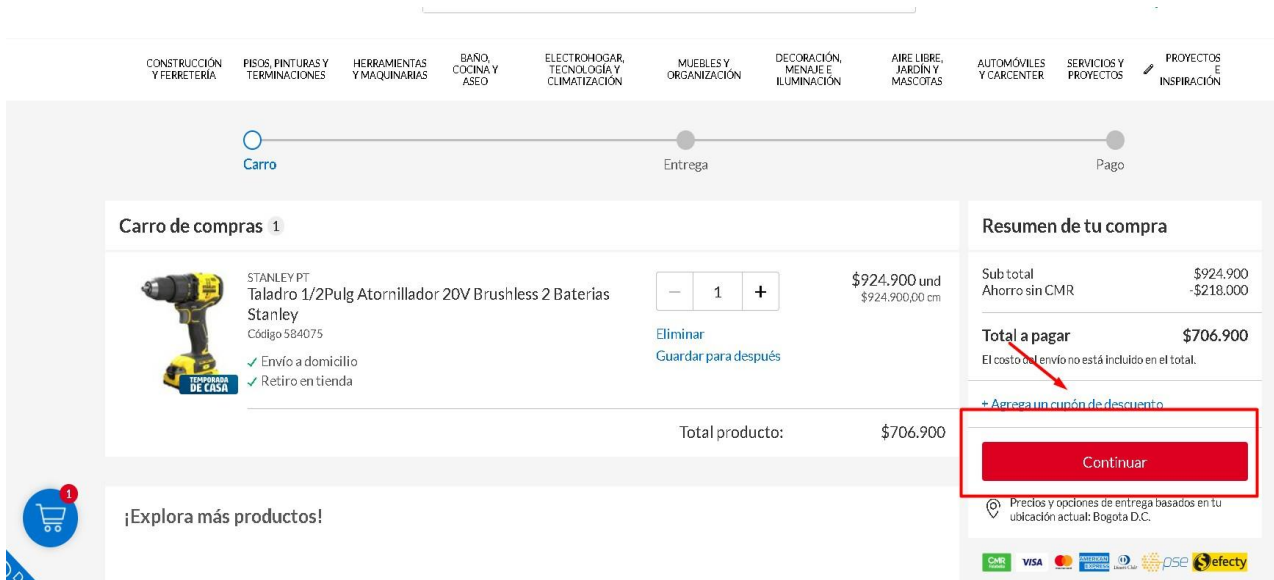 CONSTRUCCIÓN
Y FERRETERÍA
PISOS, PINTURAS Y
TERMINACIONES
HERRAMIENTAS
Y MAQUINARIAS
BAÑO,
COCINA Y
ASEO
ELECTROHOGAR,
TECNOLOGÍA Y
CLIMATIZACIÓN
MUEBLES Y
ORGANIZACIÓN
DECORACIÓN,
MENAJE E
ILUMINACIÓN
AIRE LIBRE,
JARDÍN Y
MASCOTAS
AUTOMÓVILES
Y CARCENTER
SERVICIOS Y
PROYECTOS
PROYECTOS
E
INSPIRACIÓN
Carro
Entrega
Pago
Carro de compras 1
STANLEY PT
Taladro 1/2Pulg Atornillador 20V Brushless 2 Baterias
Stanley
Código 584075
✓ Envío a domicilio
✓ Retiro en tienda
TEMPORADA
DE CASA
− 1 +
Eliminar
Guardar para después
$924.900 und
$924.900,00 cm
Total producto: $706.900
Resumen de tu compra
Sub total $924.900
Ahorro sin CMR -$218.000
Total a pagar $706.900
El costo del envío no está incluido en el total.
+ Agrega un cupón de descuento
Continuar
Precios y opciones de entrega basados en tu
ubicación actual: Bogota D.C.
1
¡Explora más productos!
CMR VISA AMERICAN EXPRESS pse efecty